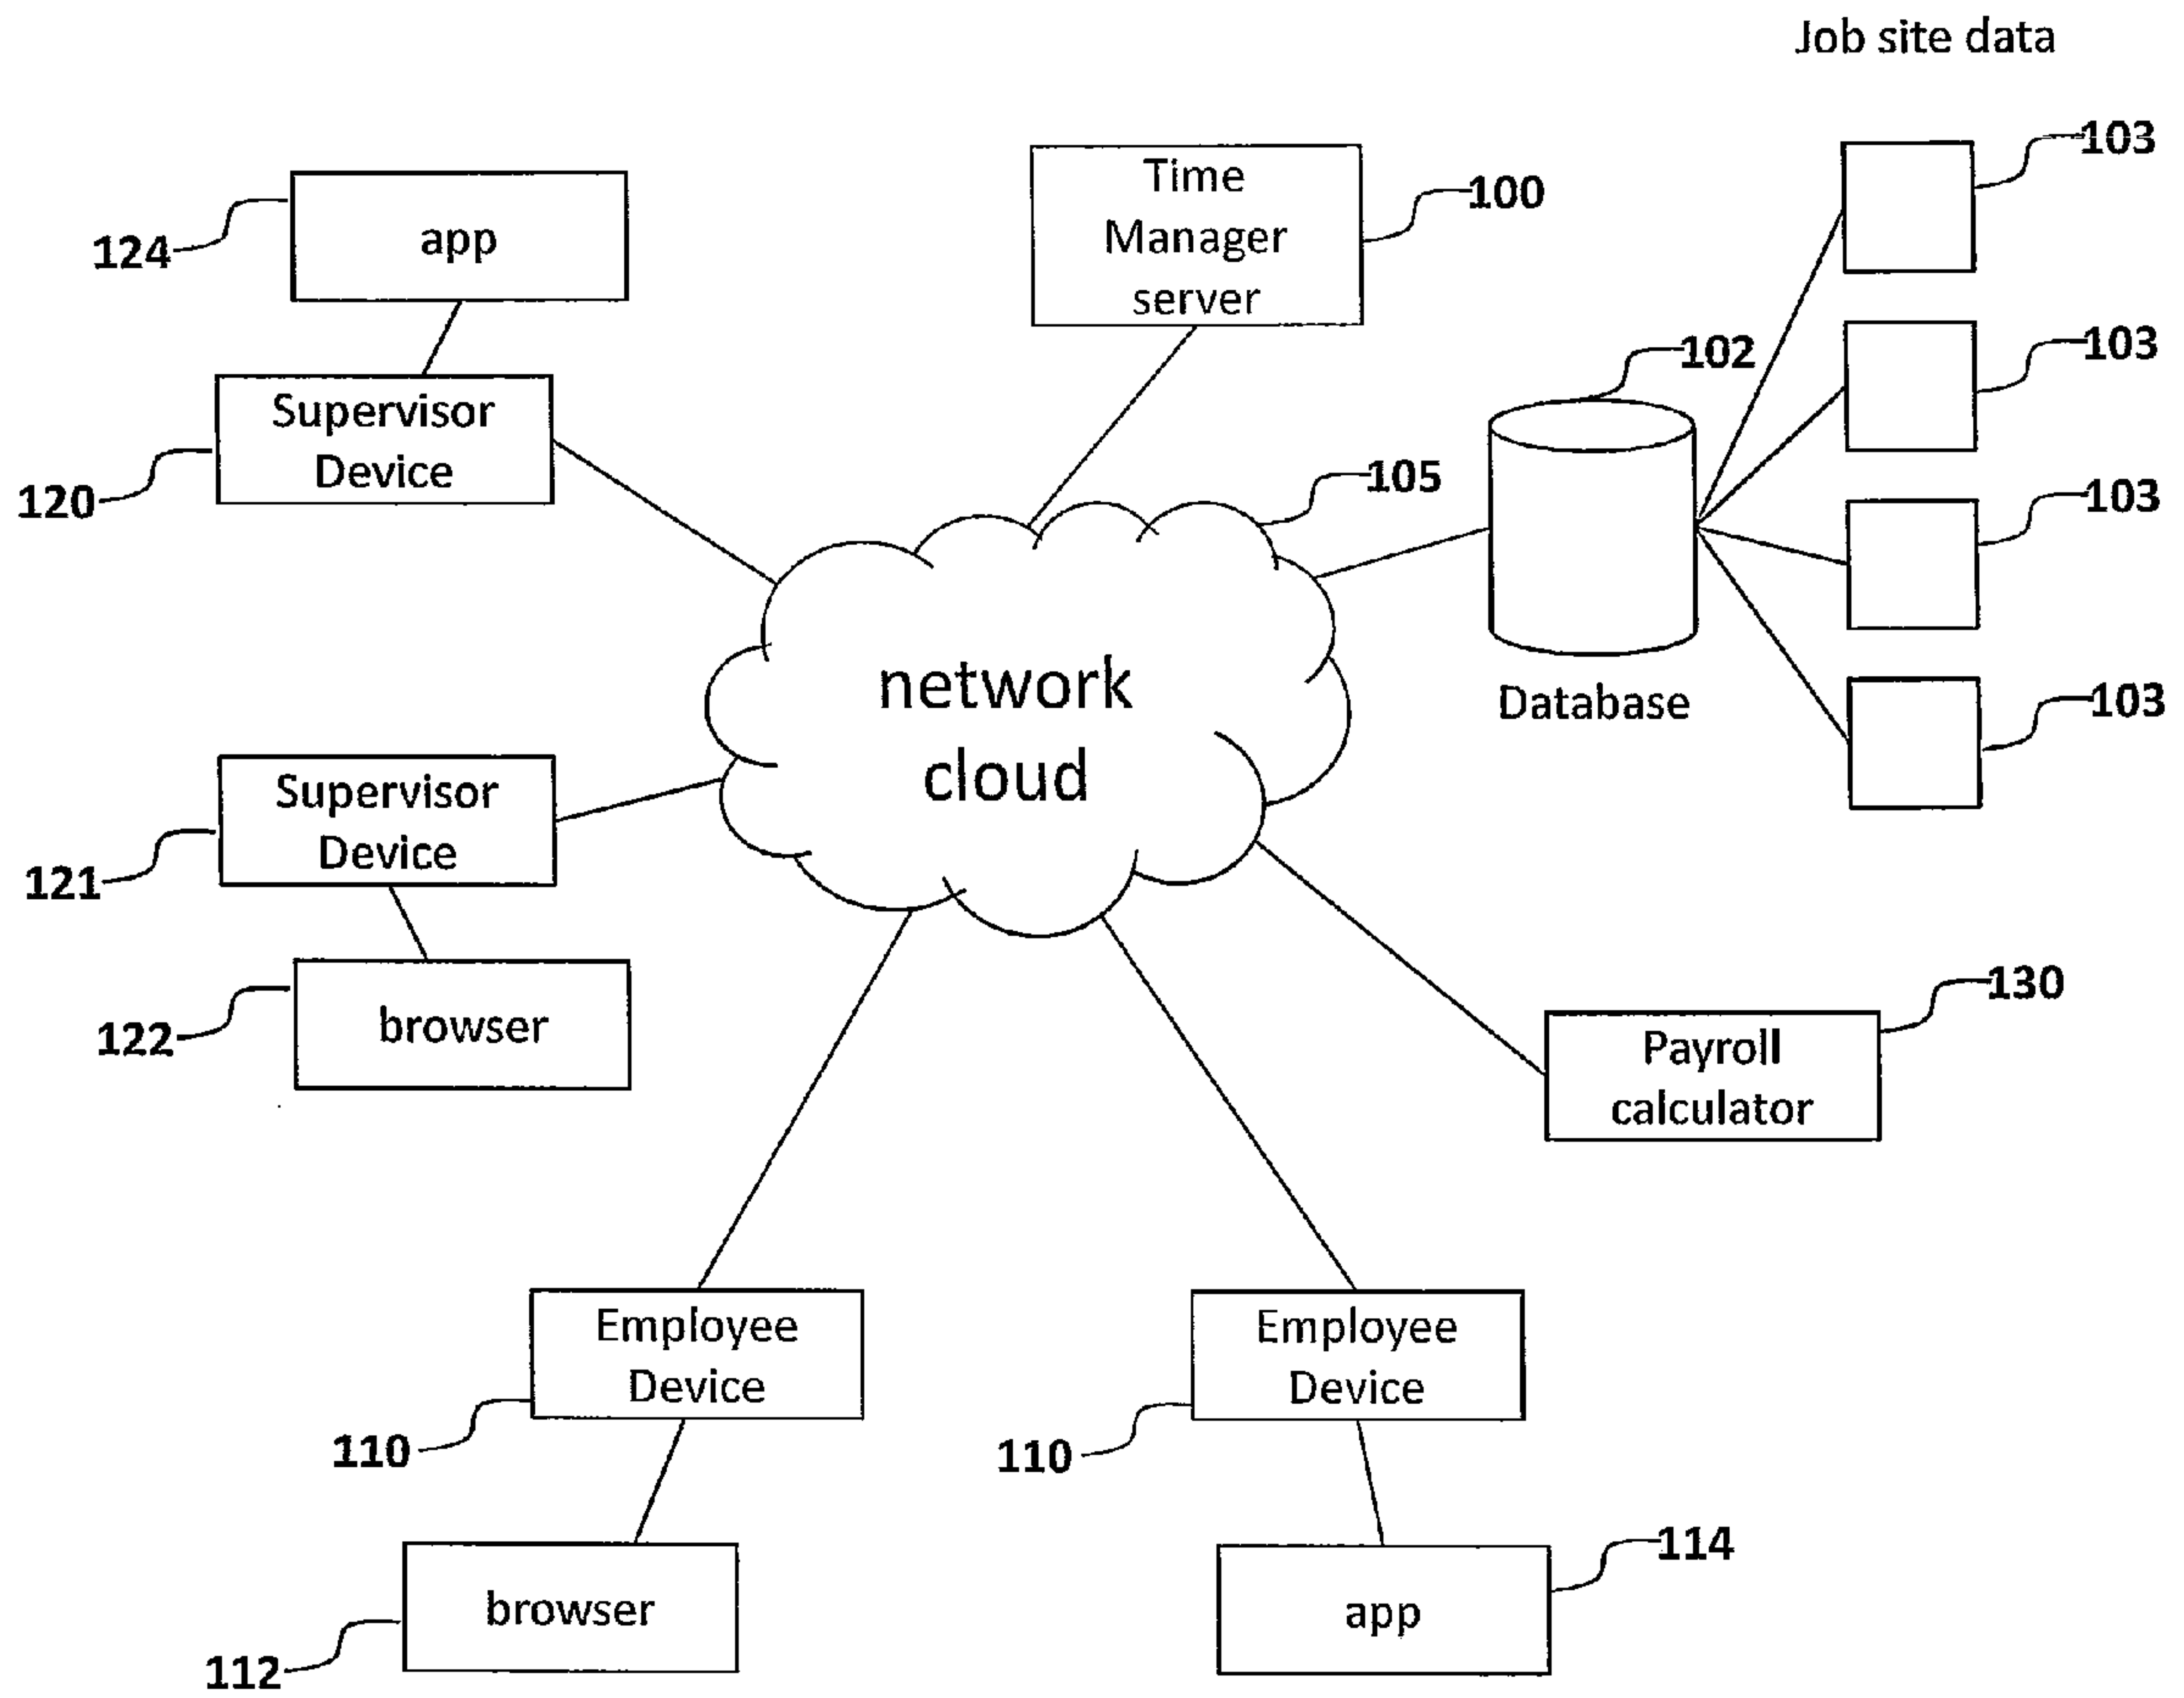 Job site data
103
Time
Manager
server
100
app
124
103
102
Supervisor
Device
120
105
103
network
cloud
Database
103
Supervisor
Device
121
browser
122
130
Payroll
calculator
Employee
Device
110
Employee
Device
110
browser
112
app
114